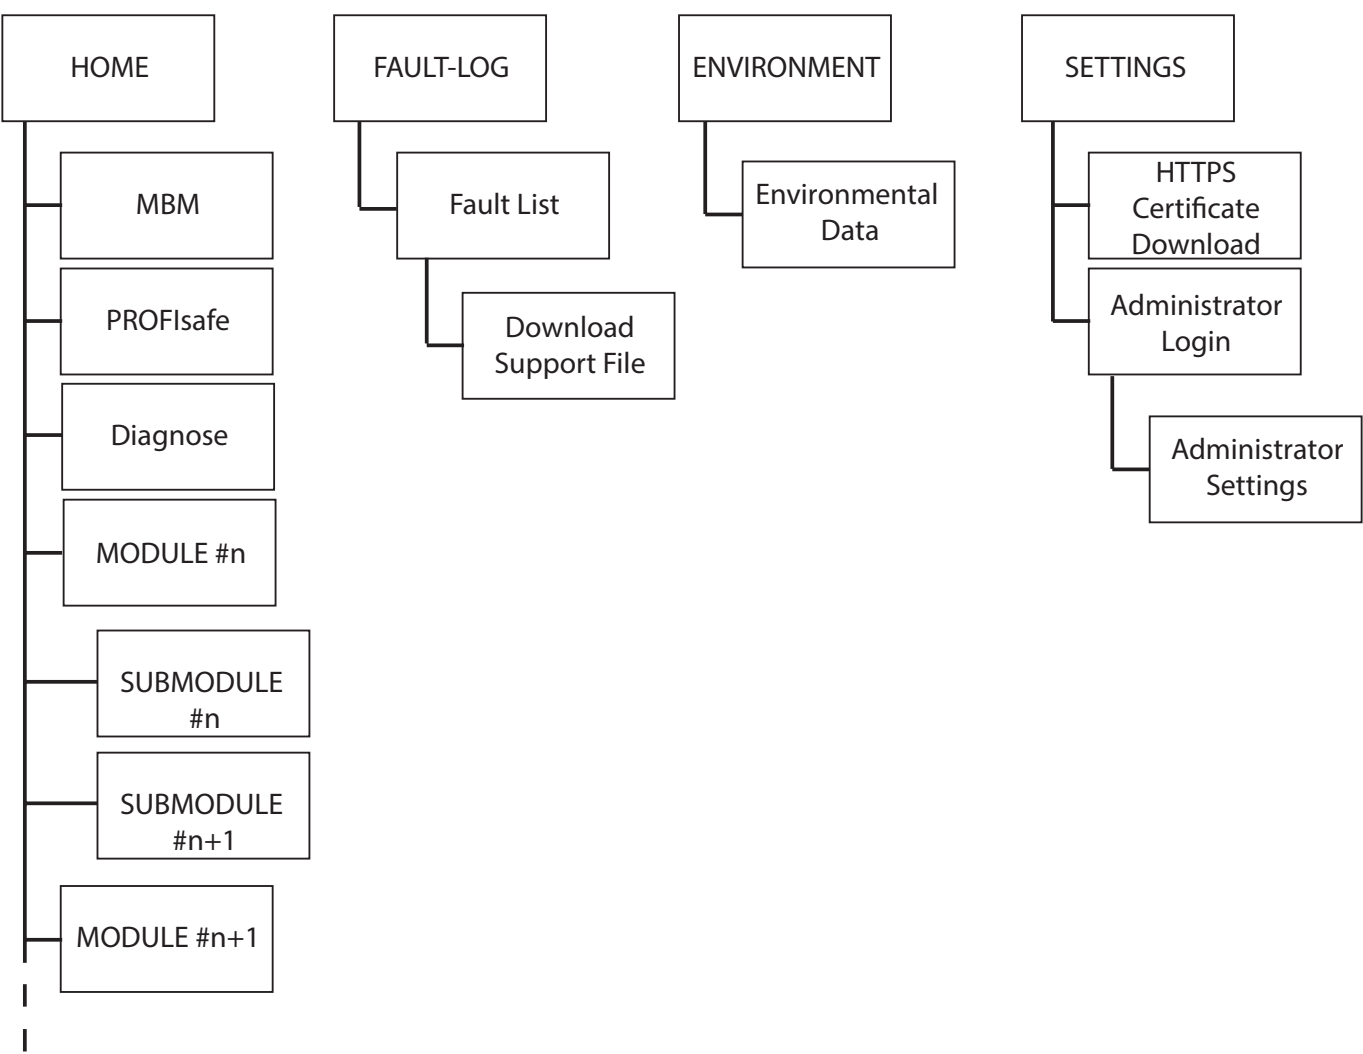 HOME
MBM
PROFIsafe
Diagnose
MODULE #n
SUBMODULE
#n
SUBMODULE
#n+1
MODULE #n+1
FAULT-LOG
Fault List
Download
Support File
ENVIRONMENT
Environmental
Data
SETTINGS
HTTPS
Certificate
Download
Administrator
Login
Administrator
Settings